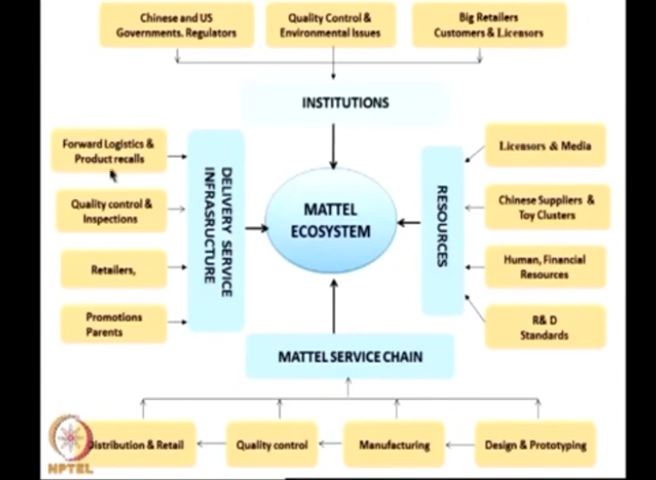 Chinese and US
Governments. Regulators
Quality Control &
Environmental Issues
Big Retailers
Customers & Licensors
INSTITUTIONS
Forward Logistics &
Product recalls
Quality control &
Inspections
Retailers,
Promotions
Parents
DELIVERY SERVICE
INFRASRUCTURE
MATTEL
ECOSYSTEM
RESOURCES
Licensors & Media
Chinese Suppliers &
Toy Clusters
Human, Financial
Resources
R& D
Standards
MATTEL SERVICE CHAIN
Distribution & Retail
Quality control
Manufacturing
Design & Prototyping
NPTEL